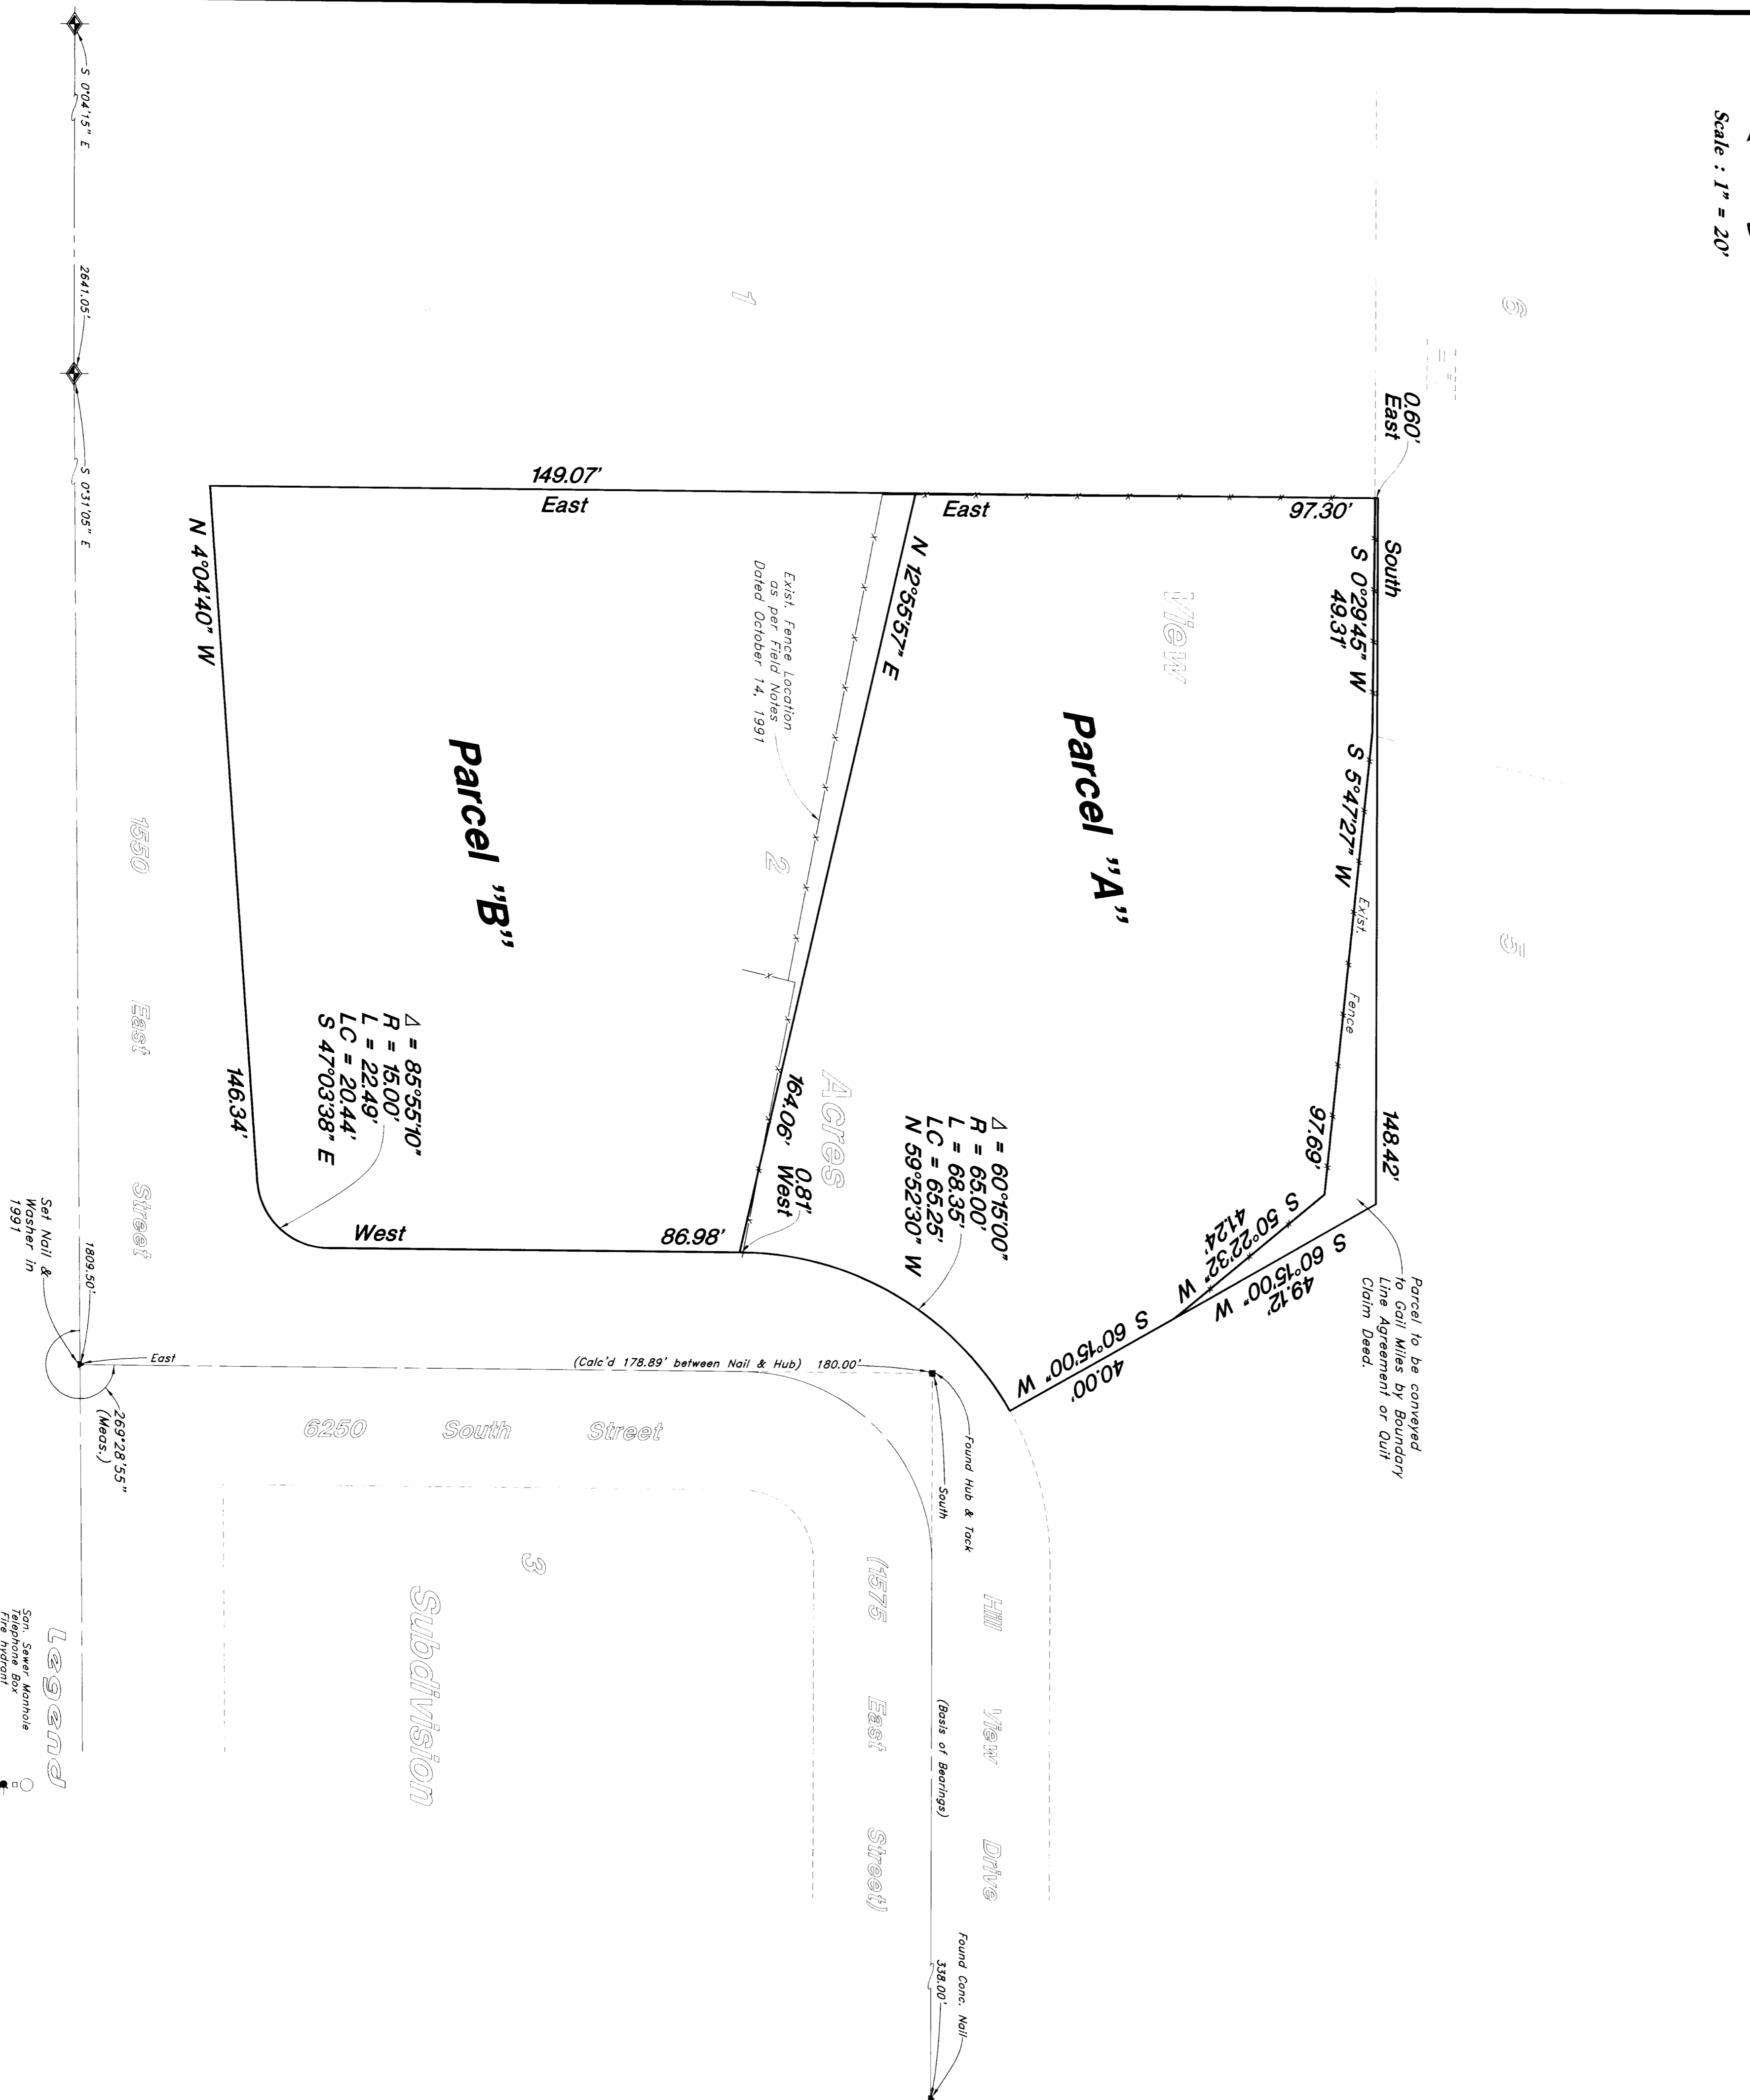 Scale : 1" = 20'
6
1
0.60'
East
South
S 0°29'45" W
49.31'
97.30'
East
149.07'
East
N 12°55'57" E
S 0°04'15" E
2641.05'
S 0°31'05" E
N 4°04'40" W
View
Parcel "A"
S 5°47'27" W
Exist.
Fence
97.69'
148.42'
5
Exist. Fence Location
as per Field Notes
Dated October 14, 1991
2
Parcel "B"
1550 East Street
Acres
164.06'
0.81'
West
Δ = 60°15'00"
R = 65.00'
L = 68.35'
LC = 65.25'
N 59°52'30" W
Δ = 85°55'10"
R = 15.00'
L = 22.49'
LC = 20.44'
S 47°03'38" E
146.34'
West
86.98'
S 50°22'32" W
41.24'
S 60°15'00" W
49.12'
S 60°15'00" W
40.00'
Parcel to be conveyed
to Gail Miles by Boundary
Line Agreement or Quit
Claim Deed.
Set Nail &
Washer in
1991
1809.50'
East
(Calc'd 178.89' between Nail & Hub) 180.00'
269°28'55"
(Meas.)
6250 South Street
Found Hub & Tack
South
3
Subdivision
Hill View Drive
(1575 East Street)
(Basis of Bearings)
Found Conc. Nail
338.00'
Legend
San. Sewer Manhole
Telephone Box
Fire hydrant